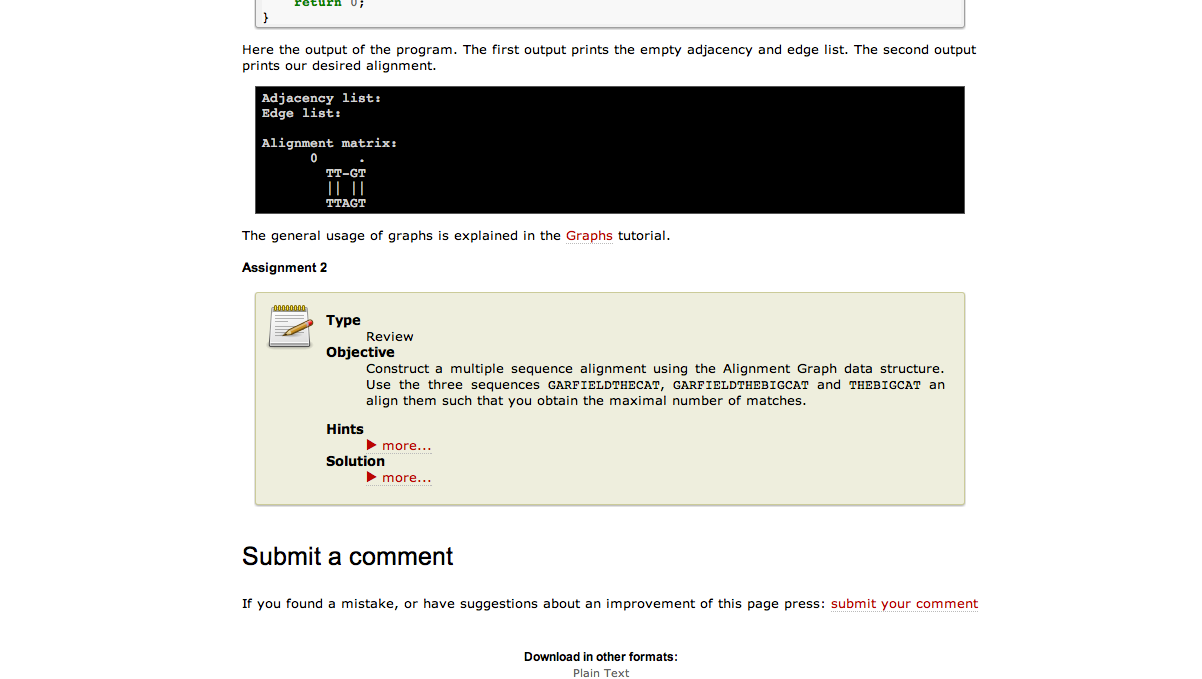 return 0;
}
Here the output of the program. The first output prints the empty adjacency and edge list. The second output
prints our desired alignment.
Adjacency list:
Edge list:
Alignment matrix:
0     .
TT-GT
|| ||
TTAGT
The general usage of graphs is explained in the Graphs tutorial.
Assignment 2
Type
Review
Objective
Construct a multiple sequence alignment using the Alignment Graph data structure.
Use the three sequences GARFIELDTHECAT, GARFIELDTHEBIGCAT and THEBIGCAT an
align them such that you obtain the maximal number of matches.
Hints
▶ more...
Solution
▶ more...
Submit a comment
If you found a mistake, or have suggestions about an improvement of this page press: submit your comment
Download in other formats:
Plain Text